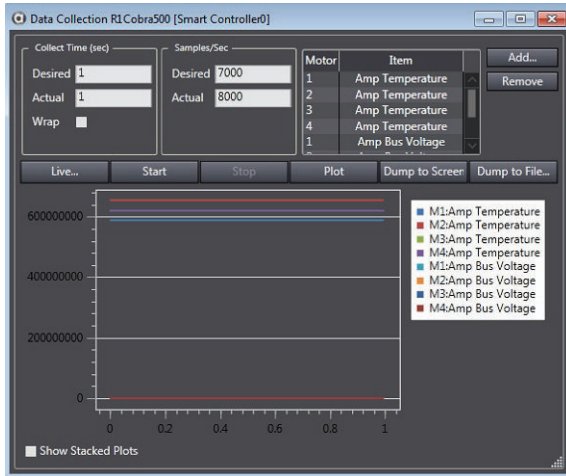 Data Collection R1Cobra500 [Smart Controller0]
Collect Time (sec)
Desired 1
Actual 1
Wrap
Samples/Sec
Desired 7000
Actual 8000
Motor Item
1 Amp Temperature
2 Amp Temperature
3 Amp Temperature
4 Amp Temperature
1 Amp Bus Voltage
Add...
Remove
Live... Start Stop Plot Dump to Screen Dump to File...
600000000
400000000
200000000
0
0 0.2 0.4 0.6 0.8 1
M1:Amp Temperature
M2:Amp Temperature
M3:Amp Temperature
M4:Amp Temperature
M1:Amp Bus Voltage
M2:Amp Bus Voltage
M3:Amp Bus Voltage
M4:Amp Bus Voltage
Show Stacked Plots